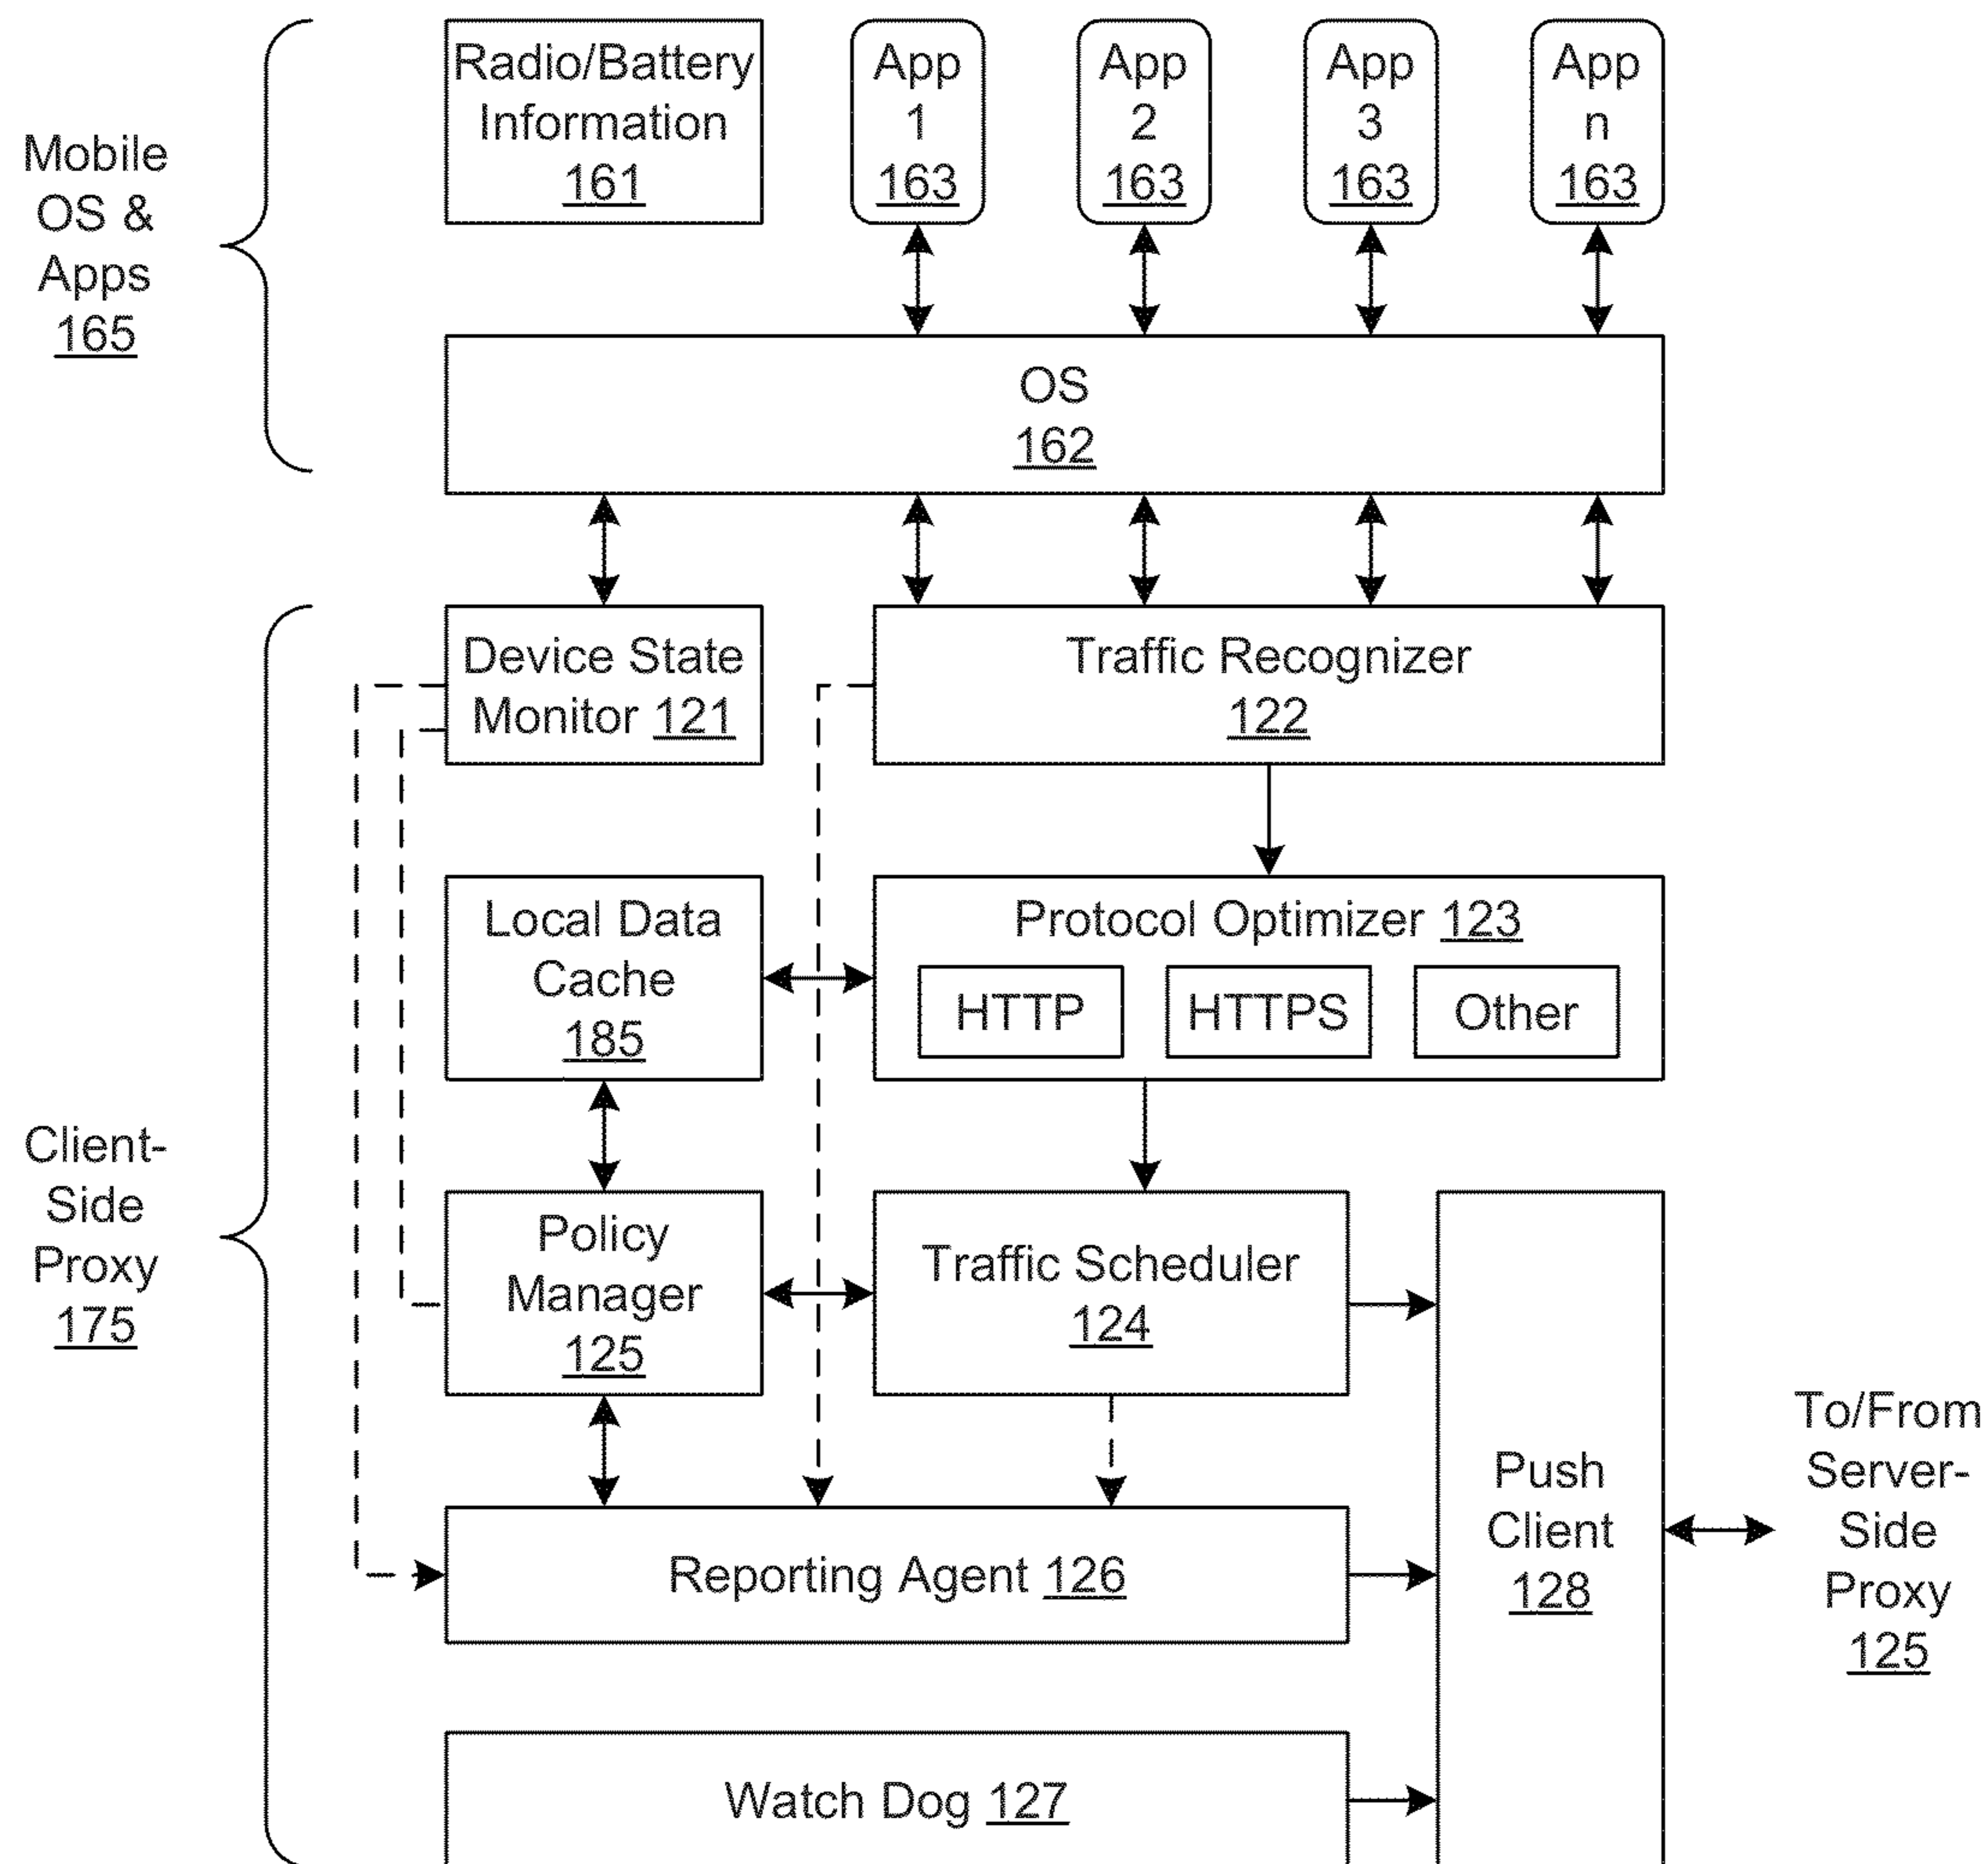 Mobile
OS &
Apps
165
Radio/Battery
Information
161
App
1
163
App
2
163
App
3
163
App
n
163
OS
162
Client-
Side
Proxy
175
Device State
Monitor 121
Traffic Recognizer
122
Local Data
Cache
185
Protocol Optimizer 123
HTTP
HTTPS
Other
Policy
Manager
125
Traffic Scheduler
124
Push
Client
128
To/From
Server-
Side
Proxy
125
Reporting Agent 126
Watch Dog 127